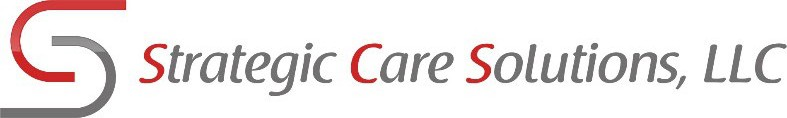 Strategic Care Solutions, LLC